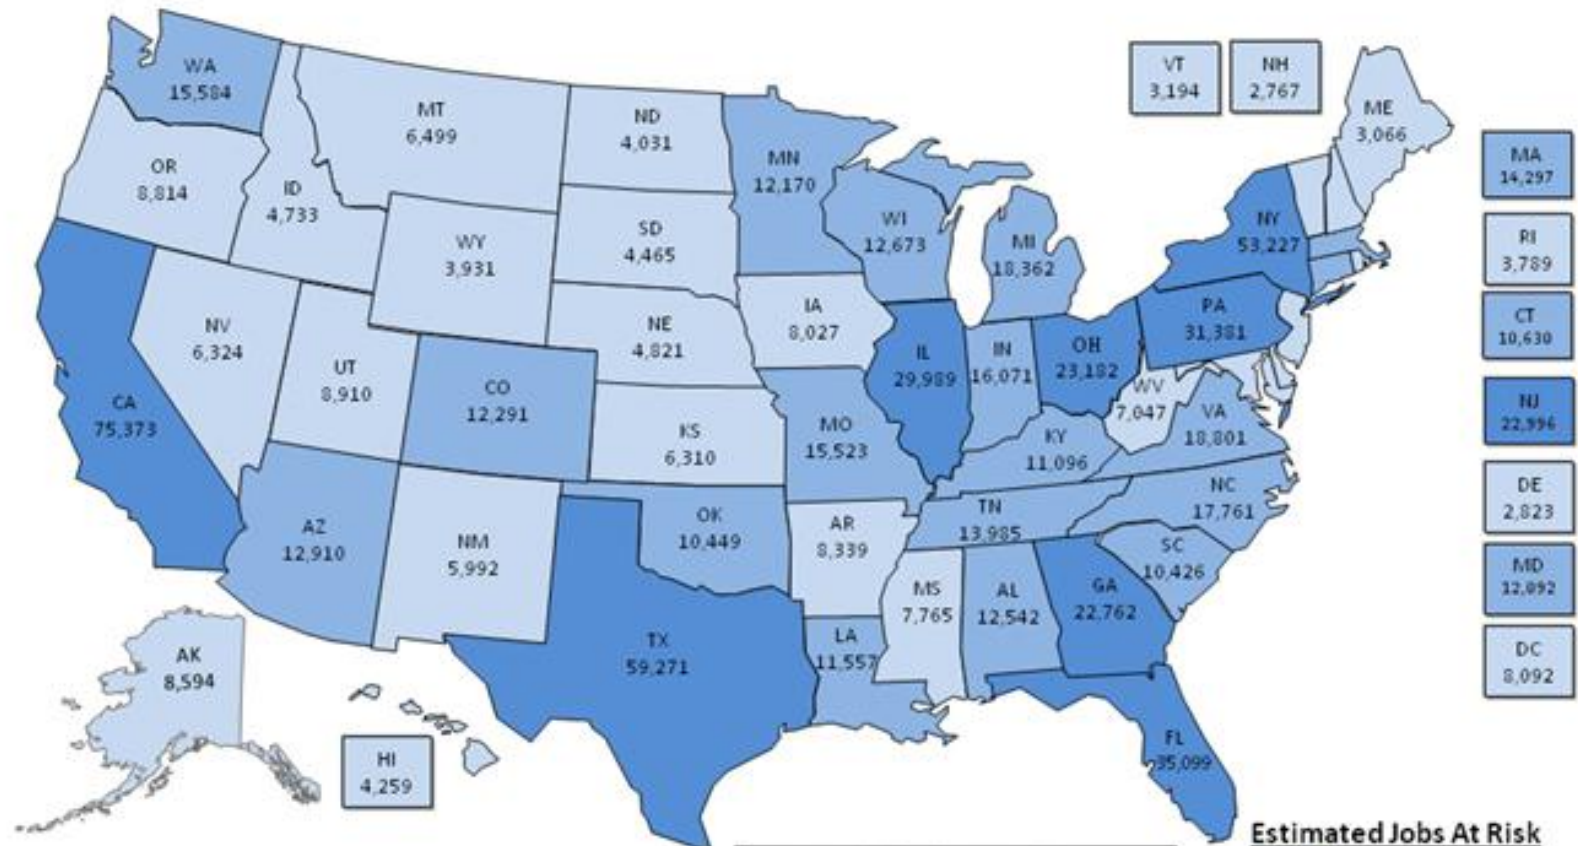 WA
15,584
MT
6,499
ND
4,031
MN
12,170
VT
3,194
NH
2,767
ME
3,066
OR
8,814
ID
4,733
WY
3,931
SD
4,465
WI
12,673
MI
18,362
NY
53,227
MA
14,297
RI
3,789
CT
10,630
NV
6,324
UT
8,910
CO
12,291
NE
4,821
IA
8,027
IL
29,989
IN
16,071
OH
23,182
PA
31,381
NJ
22,996
CA
75,373
KS
6,310
MO
15,523
KY
11,096
WV
7,047
VA
18,801
DE
2,823
AZ
12,910
NM
5,992
OK
10,449
AR
8,339
TN
13,985
NC
17,761
SC
10,426
MD
12,092
AK
8,594
HI
4,259
TX
59,271
LA
11,557
MS
7,765
AL
12,542
GA
22,762
FL
35,099
DC
8,092
Estimated Jobs At Risk